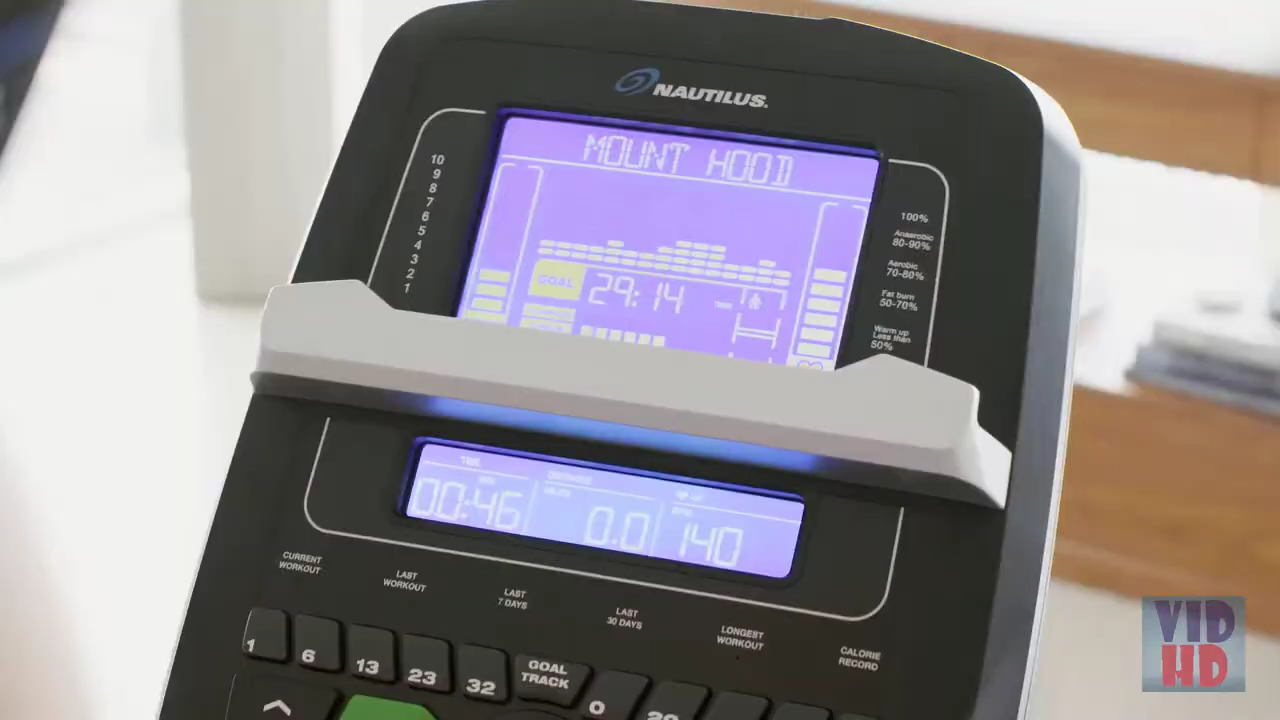 NAUTILUS
MOUNT HOOD
10
9
8
7
6
5
4
3
2
1
100%
Anaerobic
80-90%
Aerobic
70-80%
Fat burn
50-70%
Warm up
Less than
50%
GOAL
29:14
TIME
DISTANCE
00:46
0.0
140
CURRENT
WORKOUT
LAST
WORKOUT
LAST
7 DAYS
LAST
30 DAYS
LONGEST
WORKOUT
CALORIE
RECORD
1
6
13
23
32
GOAL
TRACK
0
VID
HD